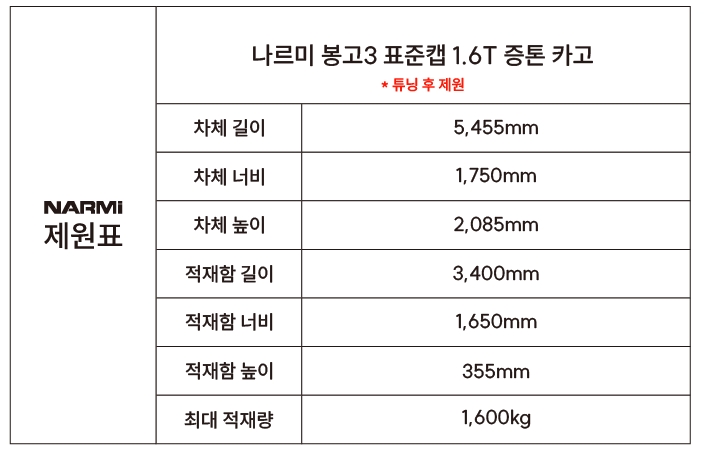 나르미 봉고3 표준캡 1.6T 증톤 카고
* 튜닝 후 제원
NARMi
제원표
차체 길이 5,455mm
차체 너비 1,750mm
차체 높이 2,085mm
적재함 길이 3,400mm
적재함 너비 1,650mm
적재함 높이 355mm
최대 적재량 1,600kg